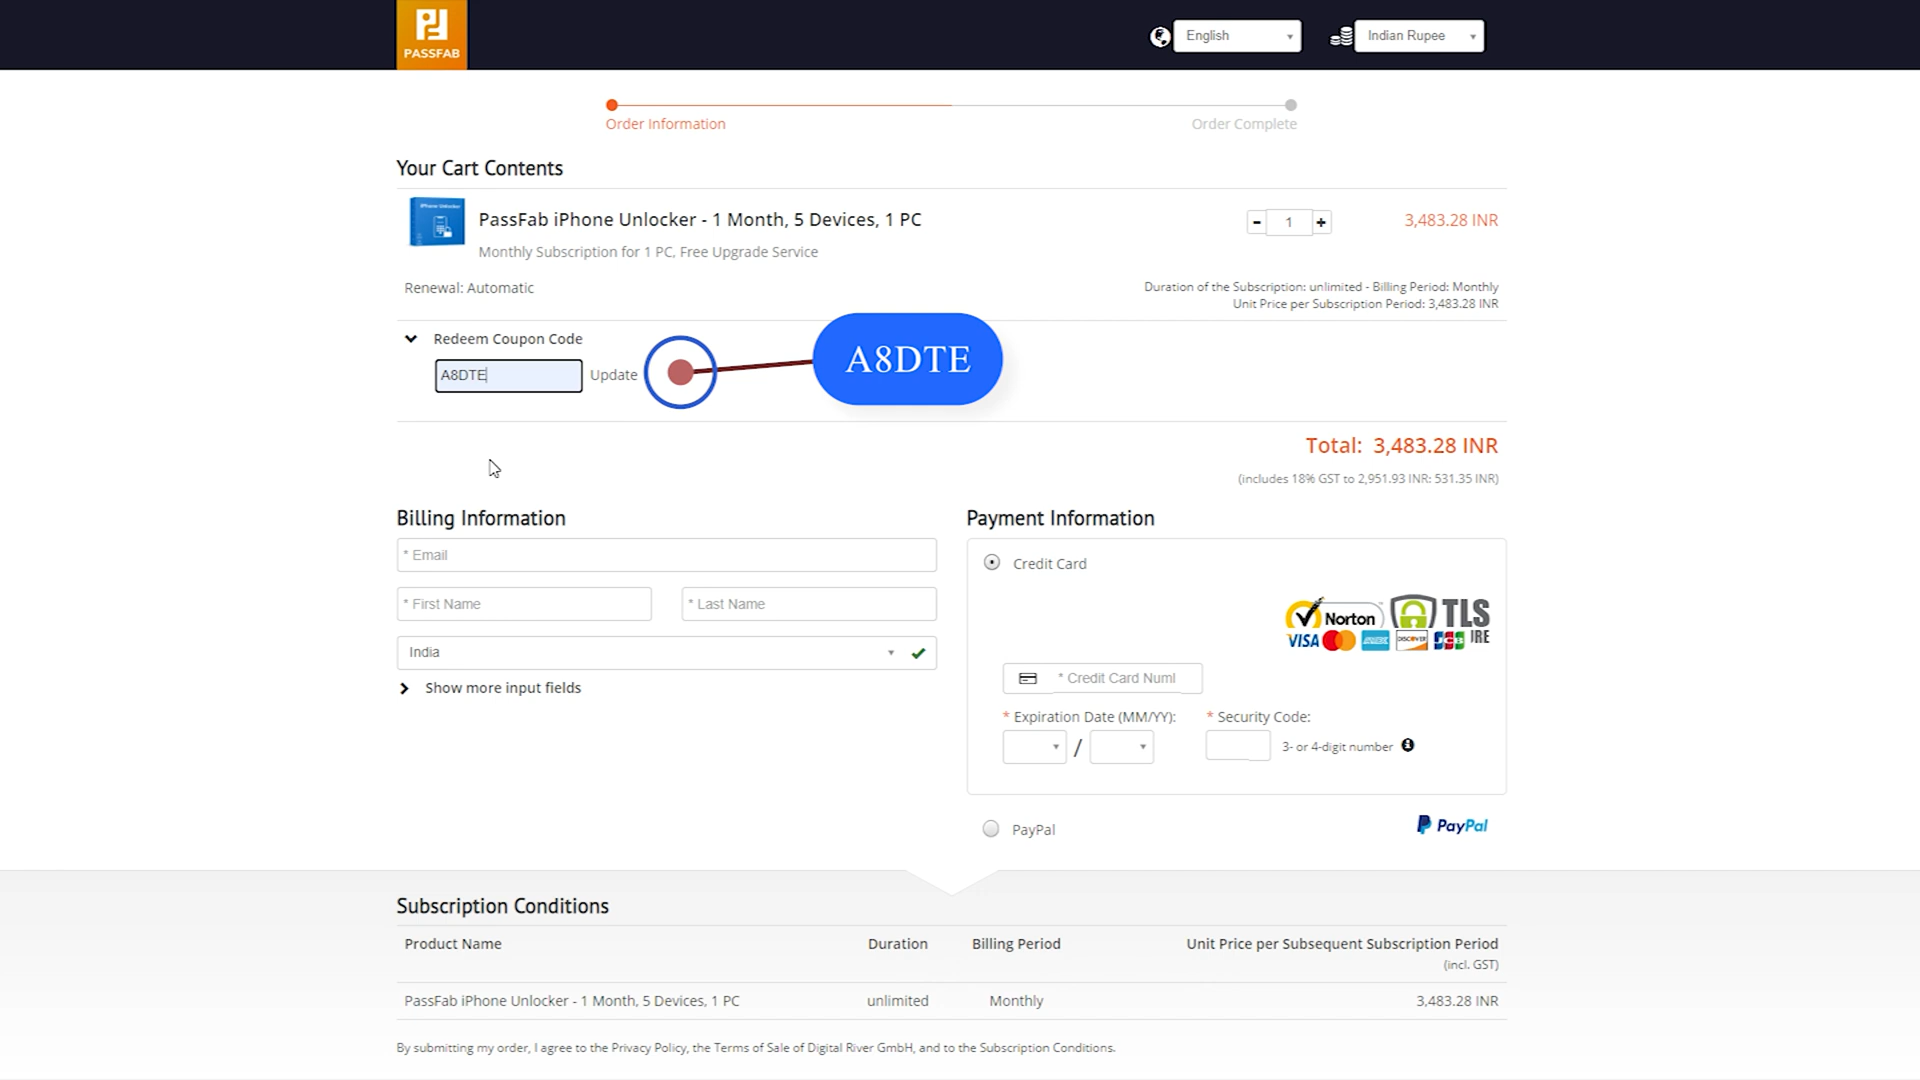 PASSFAB
English
Indian Rupee
Order Information
Order Complete
Your Cart Contents
iPhone Unlocker
PassFab iPhone Unlocker - 1 Month, 5 Devices, 1 PC
- 1 +
3,483.28 INR
Monthly Subscription for 1 PC, Free Upgrade Service
Renewal: Automatic
Duration of the Subscription: unlimited - Billing Period: Monthly
Unit Price per Subscription Period: 3,483.28 INR
Redeem Coupon Code
A8DTE
Update
A8DTE
Total: 3,483.28 INR
(includes 18% GST to 2,951.93 INR: 531.35 INR)
Billing Information
* Email
* First Name
* Last Name
India
Show more input fields
Payment Information
Credit Card
Norton
TLS
VISA
DISCOVER
JCB
IRE
* Credit Card Numl
* Expiration Date (MM/YY):
/
* Security Code:
3- or 4-digit number
PayPal
PayPal
Subscription Conditions
Product Name
Duration
Billing Period
Unit Price per Subsequent Subscription Period
(incl. GST)
PassFab iPhone Unlocker - 1 Month, 5 Devices, 1 PC
unlimited
Monthly
3,483.28 INR
By submitting my order, I agree to the Privacy Policy, the Terms of Sale of Digital River GmbH, and to the Subscription Conditions.